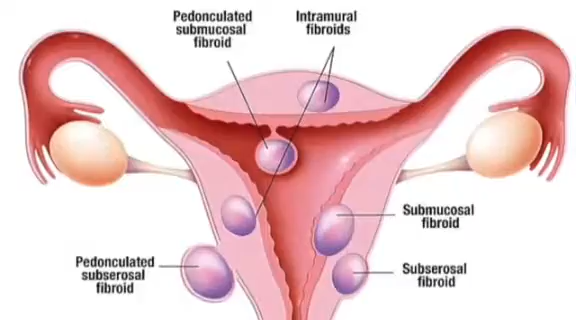 Pedonculated
submucosal
fibroid
Intramural
fibroids
Submucosal
fibroid
Pedonculated
subserosal
fibroid
Subserosal
fibroid